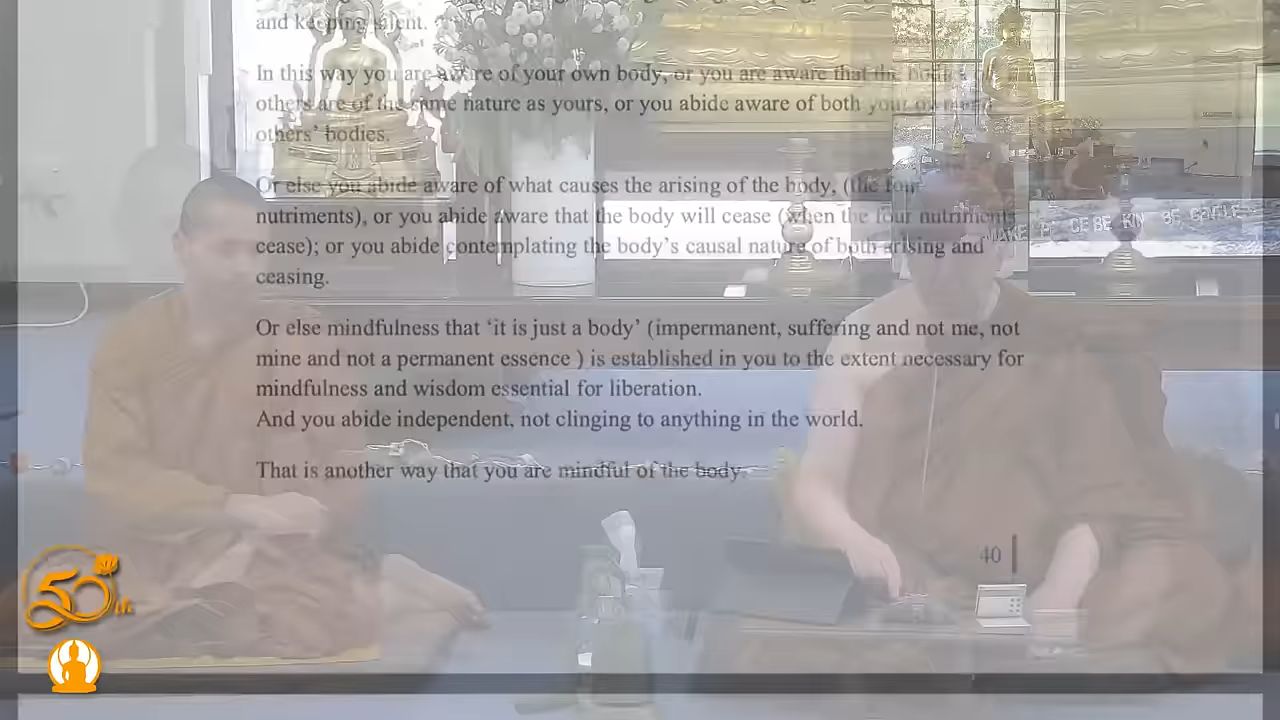 and keeping silent.
In this way you are aware of your own body, or you are aware that the
others are of the same nature as yours, or you abide aware of both your own and
others’ bodies.
Or else you abide aware of what causes the arising of the body, (the four
nutriments), or you abide aware that the body will cease (when the four nutriments
cease); or you abide contemplating the body’s causal nature of both arising and
ceasing.
Or else mindfulness that ‘it is just a body’ (impermanent, suffering and not me, not
mine and not a permanent essence ) is established in you to the extent necessary for
mindfulness and wisdom essential for liberation.
And you abide independent, not clinging to anything in the world.
That is another way that you are mindful of the body.
40
MAKE BE KIN BE GENTLE
50th